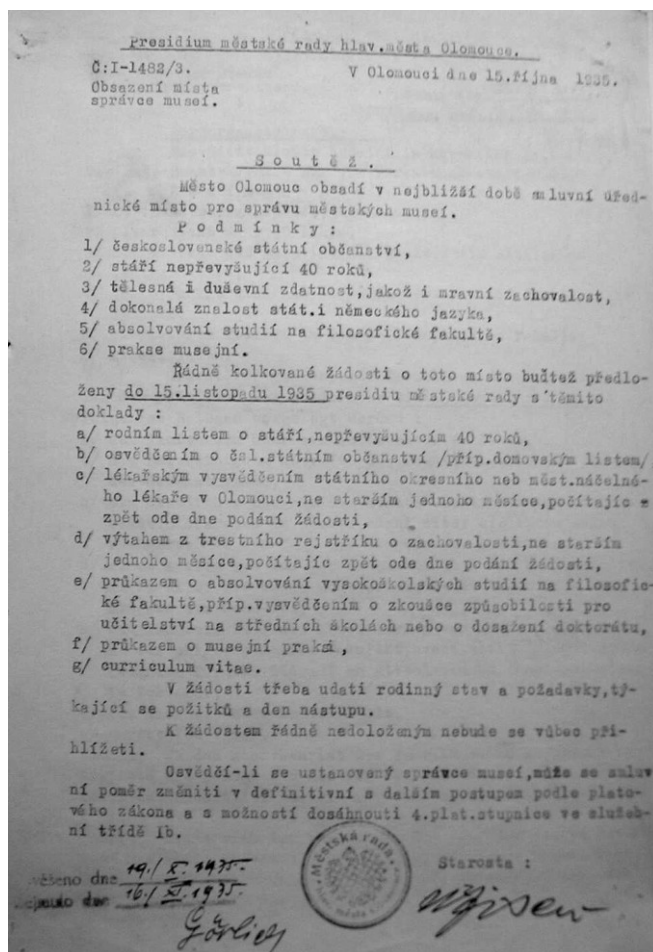 Presidium městské rady hlav.města Olomouce.
Č:I-1482/3.
V Olomouci dne 15.října 1935.
Obsazení místa
správce museí.
Soutěž.
Město Olomouc obsadí v nejbližší době smluvní úřed-
nické místo pro správu městských museí.
Podmínky :
1/ československé státní občanství,
2/ stáří nepřevyšující 40 roků,
3/ tělesná i duševní zdatnost,jakož i mravní zachovalost,
4/ dokonalá znalost stát.i německého jazyka,
5/ absolvování studií na filosofické fakultě,
6/ prakse musejní.
Řádně kolkované žádosti o toto místo buďtež předlo-
ženy do 15.listopadu 1935 presidiu městské rady s těmito
doklady :
a/ rodním listem o stáří,nepřevyšujícím 40 roků,
b/ osvědčením o čsl.státním občanství /příp.domovským listem/
c/ lékařským vysvědčením státního okresního neb měst.náčelné-
ho lékaře v Olomouci,ne starším jednoho měsíce,počítajíc
zpět ode dne podání žádosti,
d/ výtahem z trestního rejstříku o zachovalosti,ne starším
jednoho měsíce,počítajíc zpět ode dne podání žádosti,
e/ průkazem o absolvování vysokoškolských studií na filosofic-
ké fakultě,příp.vysvědčením o zkoušce způsobilosti pro
učitelství na středních školách nebo o dosažení doktorátu,
f/ průkazem o musejní praksi,
g/ curriculum vitae.
V žádosti třeba udati rodinný stav a požadavky,tý-
kající se požitků a den nástupu.
K žádostem řádně nedoloženým nebude se vůbec při-
hlížeti.
Osvědčí-li se ustanovený správce museí,může se smluv
ní poměr změniti v definitivní s dalším postupem podle plato-
vého zákona a s možností dosáhnouti 4.plat.stupnice ve služeb-
ní třídě Ib.
věšeno dne 19./X. 1935.
dne 16./XI. 1935.
Městská rada
Starosta :
Görlich